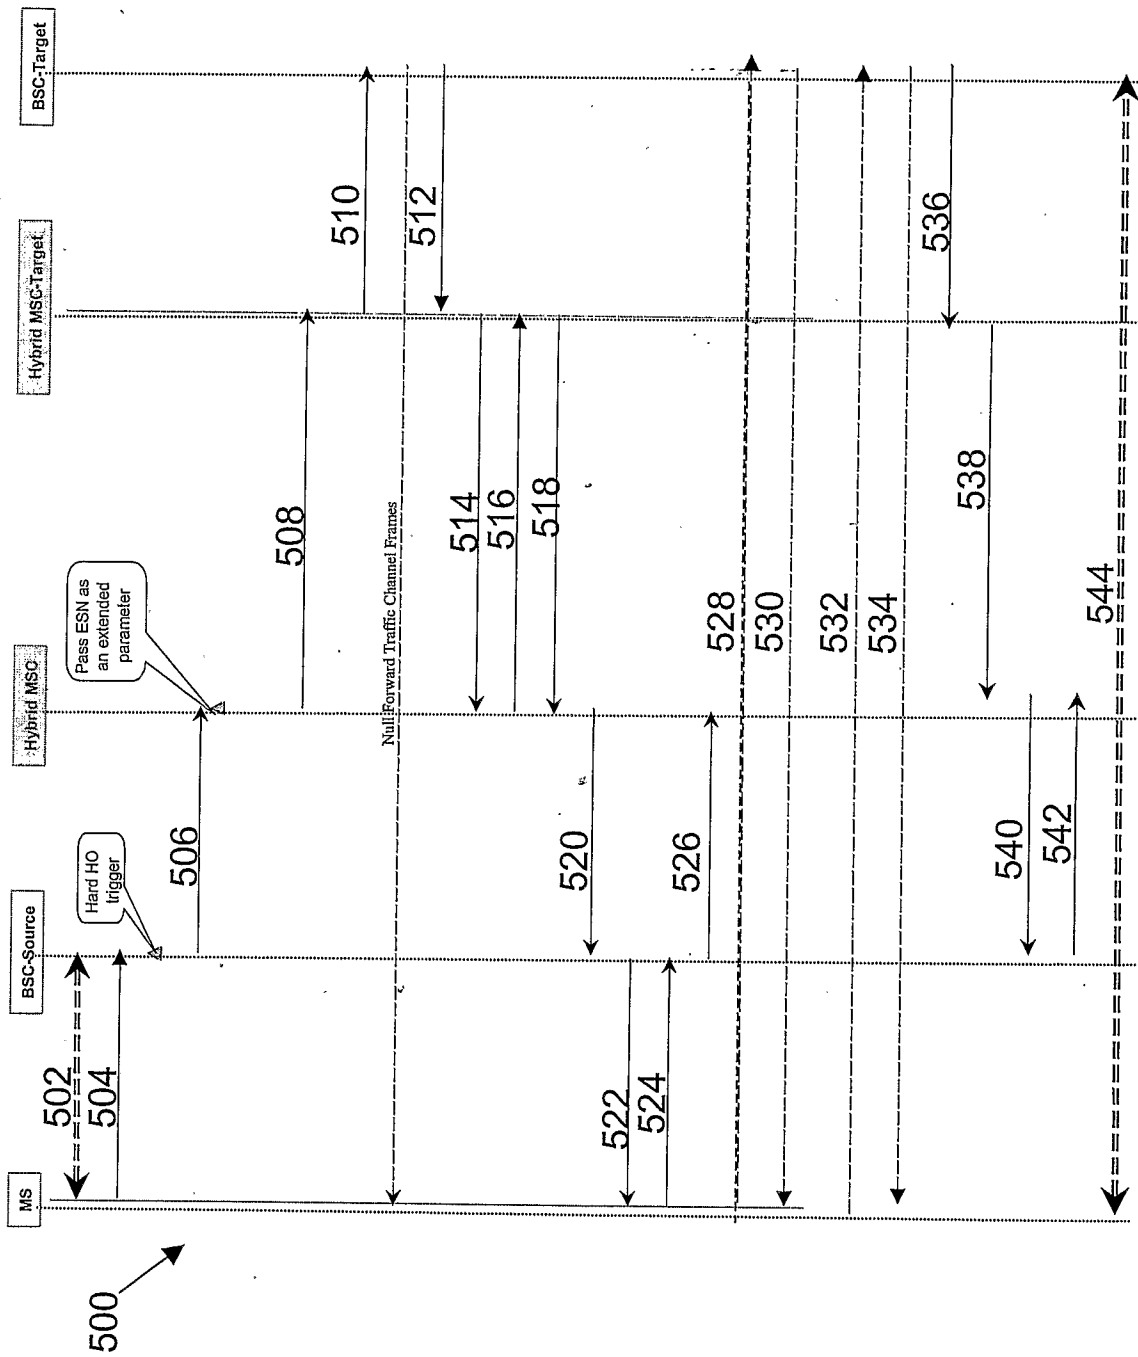 500
MS
BSC-Source
Hybrid MSC
Hybrid MSC-Target
BSC-Target
502
504
Hard HO
trigger
506
Pass ESN as
an extended
parameter
508
510
Null Forward Traffic Channel Frames
512
514
516
518
520
522
524
526
528
530
532
534
536
538
540
542
544